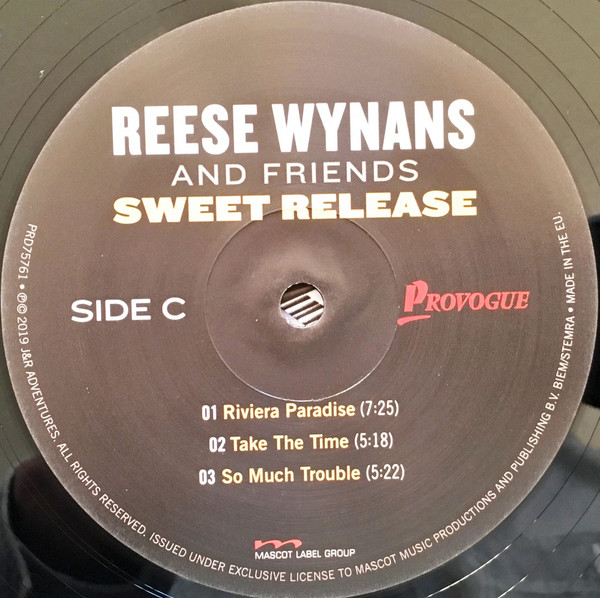 REESE WYNANS
AND FRIENDS
SWEET RELEASE
SIDE C
PROVOGUE
01 Riviera Paradise (7:25)
02 Take The Time (5:18)
03 So Much Trouble (5:22)
MASCOT LABEL GROUP
PRD75761 • ℗© 2019 J&R ADVENTURES. ALL RIGHTS RESERVED. ISSUED UNDER EXCLUSIVE LICENSE TO MASCOT MUSIC PRODUCTIONS AND PUBLISHING B.V. BIEM/STEMRA • MADE IN THE EU.